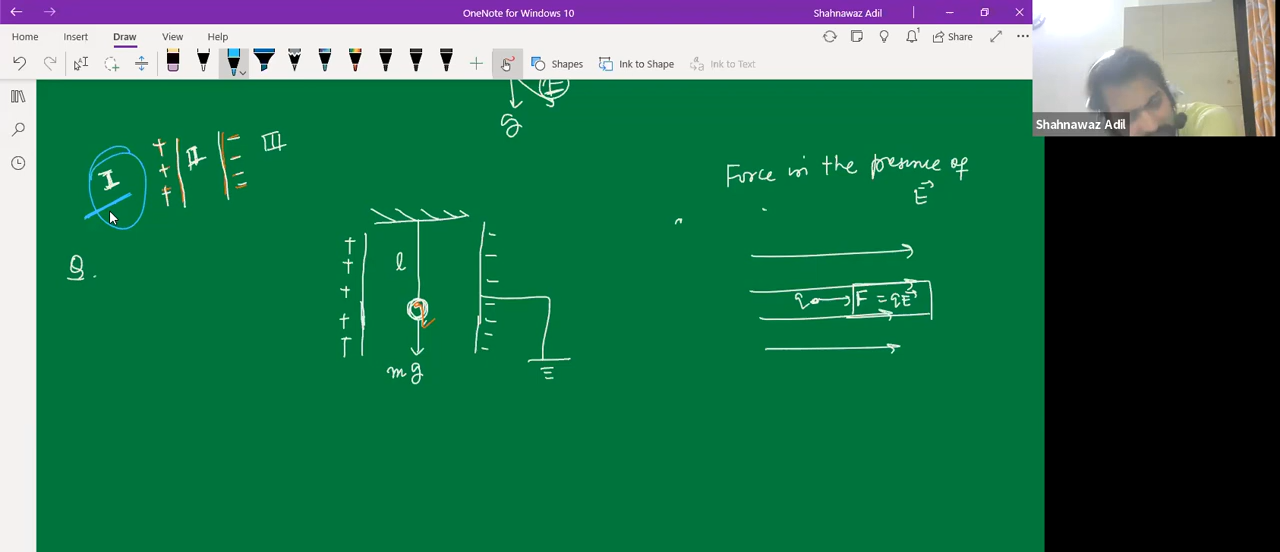 OneNote for Windows 10
Shahnawaz Adil
Home Insert Draw View Help
Share
Shapes
Ink to Shape
Ink to Text
Shahnawaz Adil
E
g
I
+ + +
II
- - - -
III
Force in the presence of
E
Q.
+ + + + +
l
q
mg
- - - - - -
q F = qE